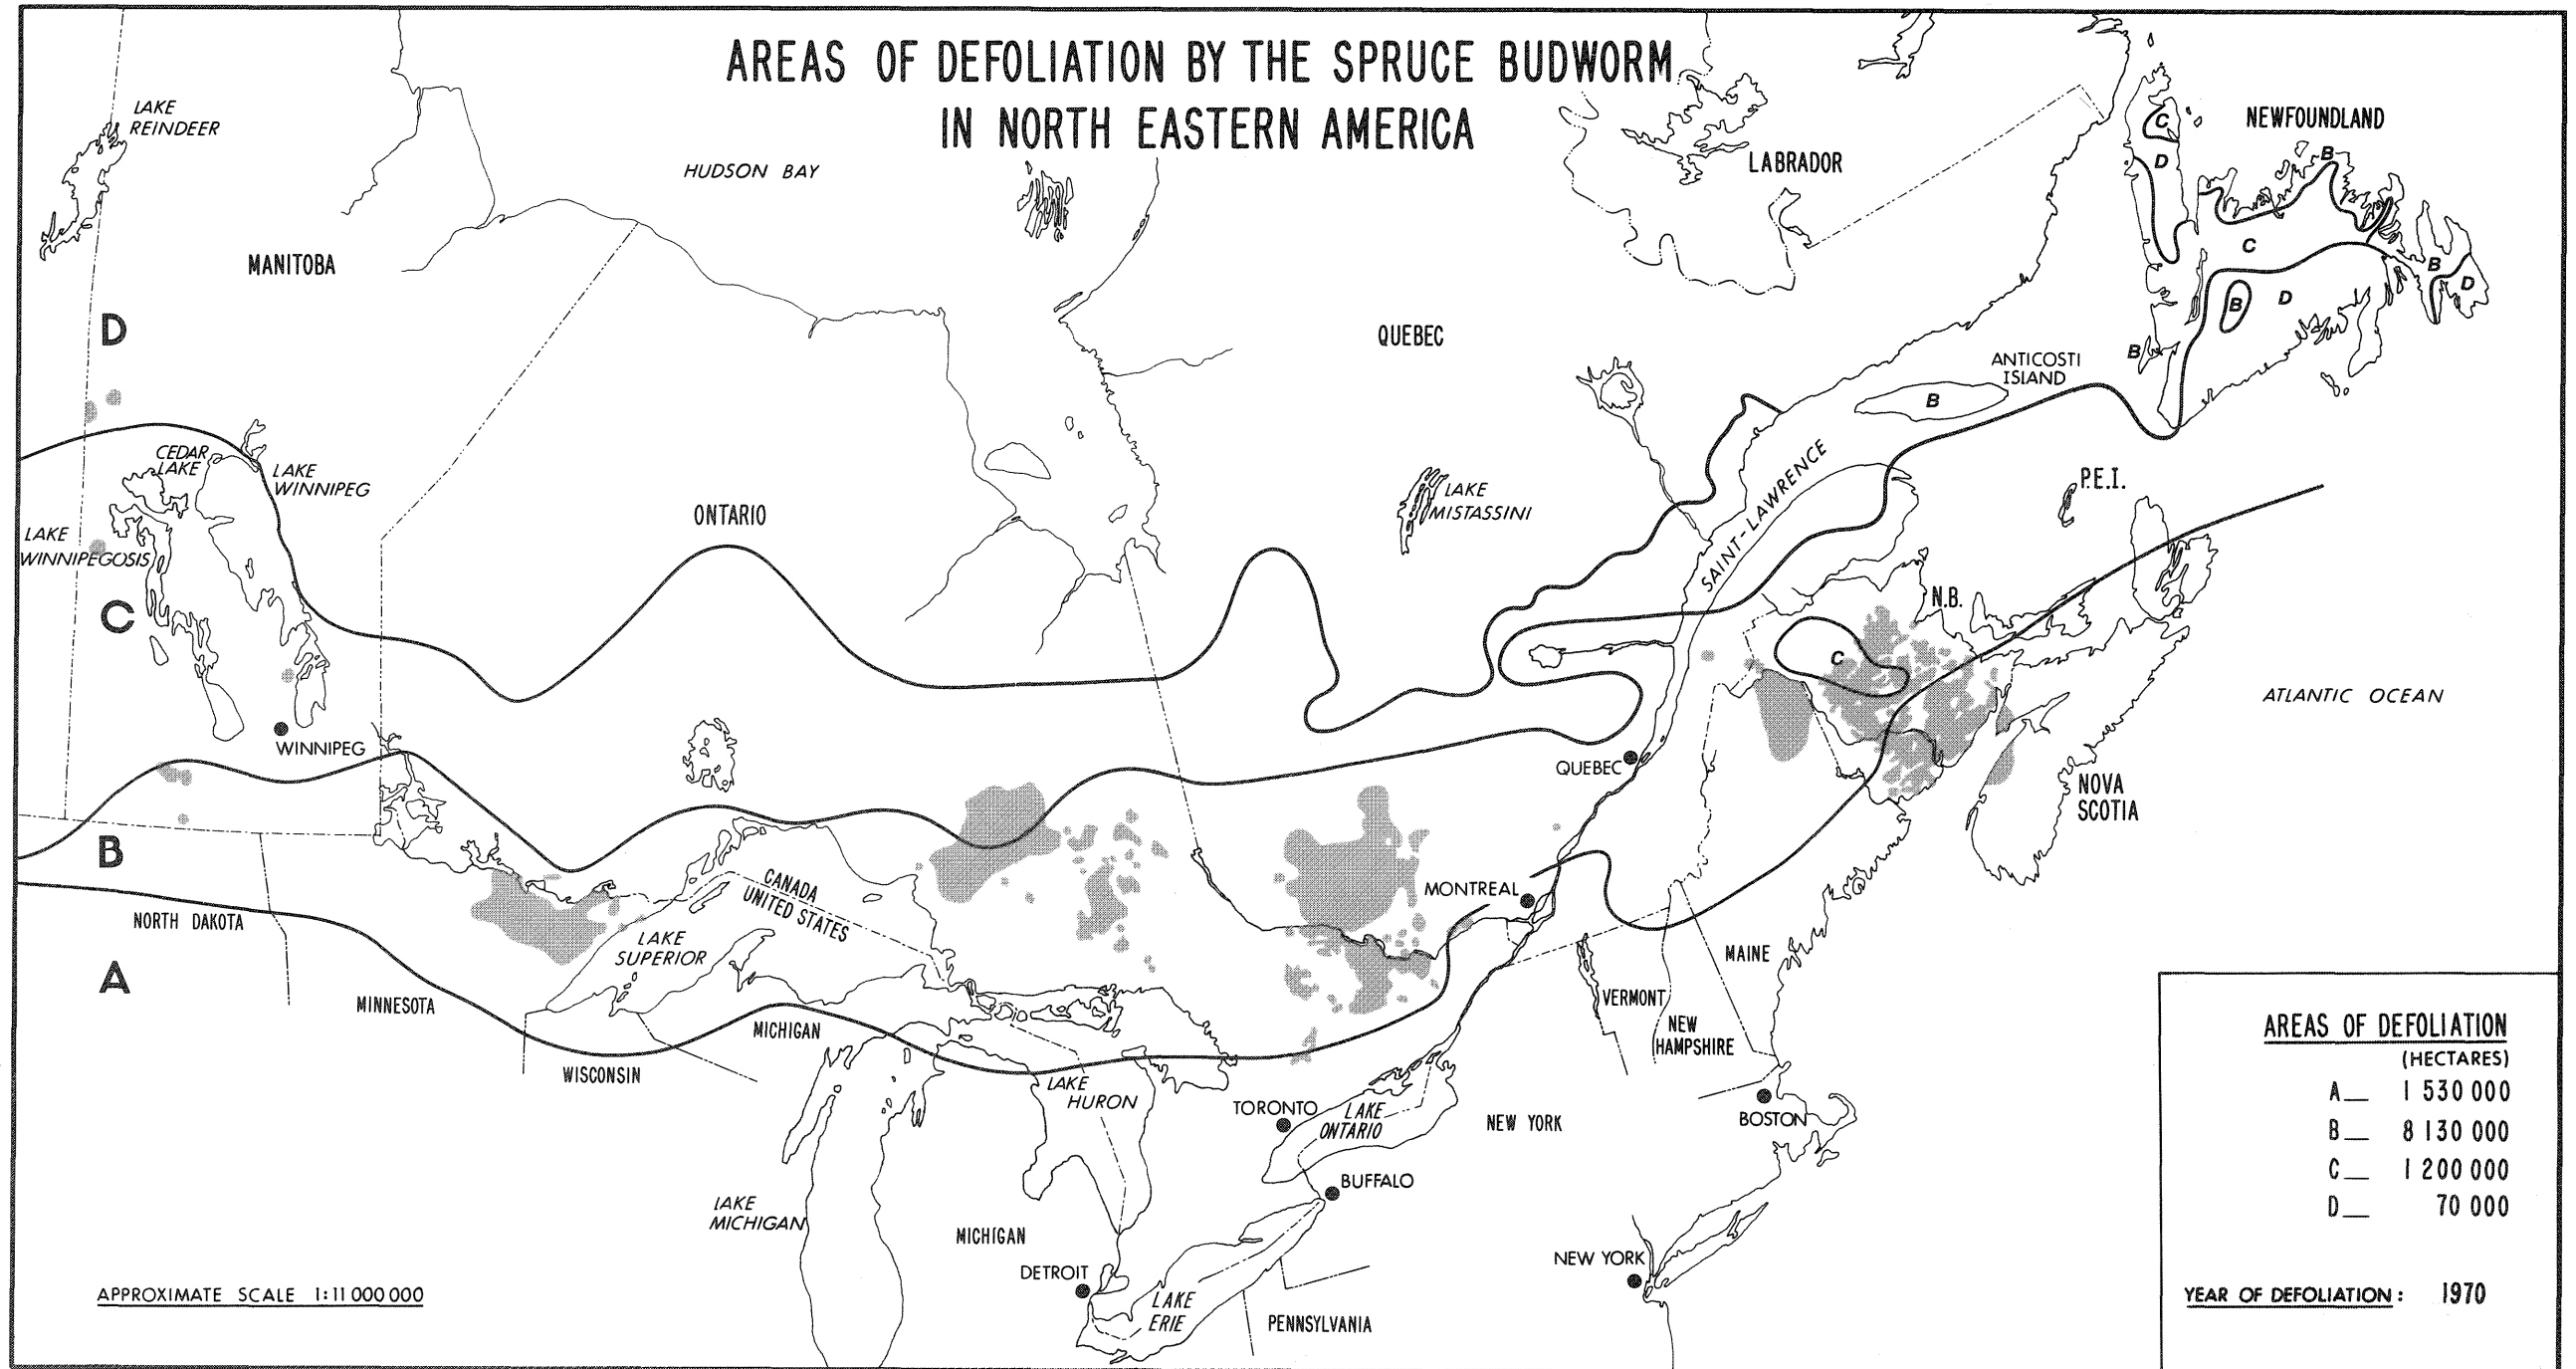 AREAS OF DEFOLIATION BY THE SPRUCE BUDWORM
IN NORTH EASTERN AMERICA
LAKE
REINDEER
HUDSON BAY
LABRADOR
NEWFOUNDLAND
C
D
B
C
B
D
B
D
B
MANITOBA
D
QUEBEC
ANTICOSTI
ISLAND
B
CEDAR
LAKE
LAKE
WINNIPEG
LAKE
WINNIPEGOSIS
ONTARIO
LAKE
MISTASSINI
SAINT-LAWRENCE
P.E.I.
N.B.
C
C
ATLANTIC OCEAN
WINNIPEG
QUEBEC
NOVA
SCOTIA
B
CANADA
UNITED STATES
MONTREAL
NORTH DAKOTA
LAKE
SUPERIOR
MAINE
A
MINNESOTA
MICHIGAN
VERMONT
NEW
HAMPSHIRE
WISCONSIN
LAKE
HURON
TORONTO
LAKE
ONTARIO
NEW YORK
BOSTON
BUFFALO
LAKE
MICHIGAN
MICHIGAN
DETROIT
LAKE
ERIE
PENNSYLVANIA
NEW YORK
APPROXIMATE SCALE 1:11 000 000
AREAS OF DEFOLIATION
(HECTARES)
A__ 1 530 000
B__ 8 130 000
C__ 1 200 000
D__ 70 000
YEAR OF DEFOLIATION : 1970